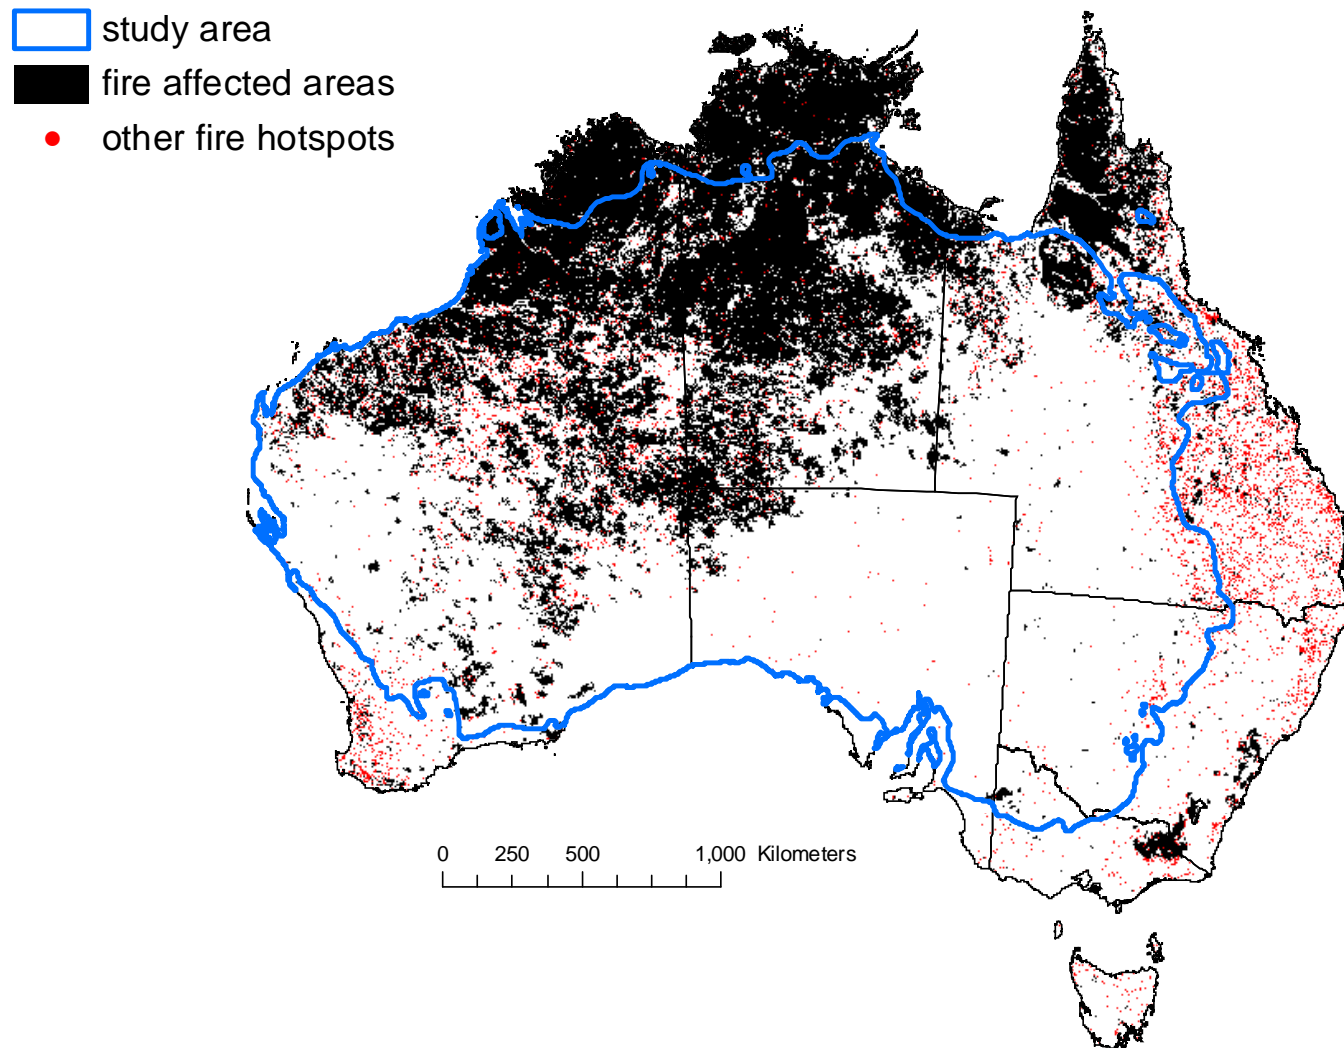 study area
fire affected areas
other fire hotspots
0 250 500 1,000 Kilometers